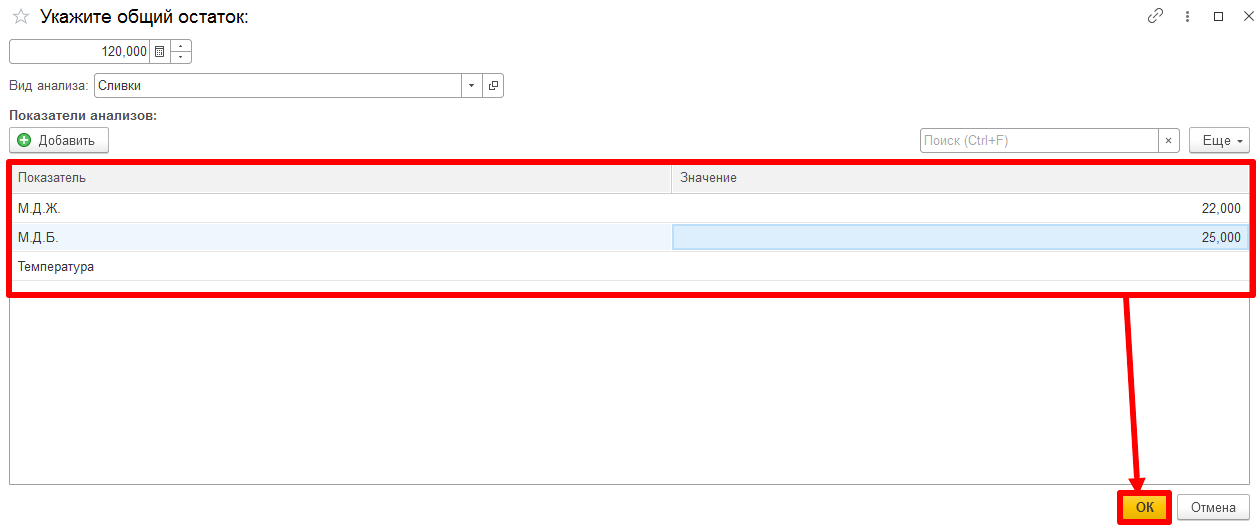 Укажите общий остаток:
120,000
Вид анализа: Сливки
Показатели анализов:
Добавить Поиск (Ctrl+F) × Еще
Показатель Значение
М.Д.Ж. 22,000
М.Д.Б. 25,000
Температура
ОК Отмена